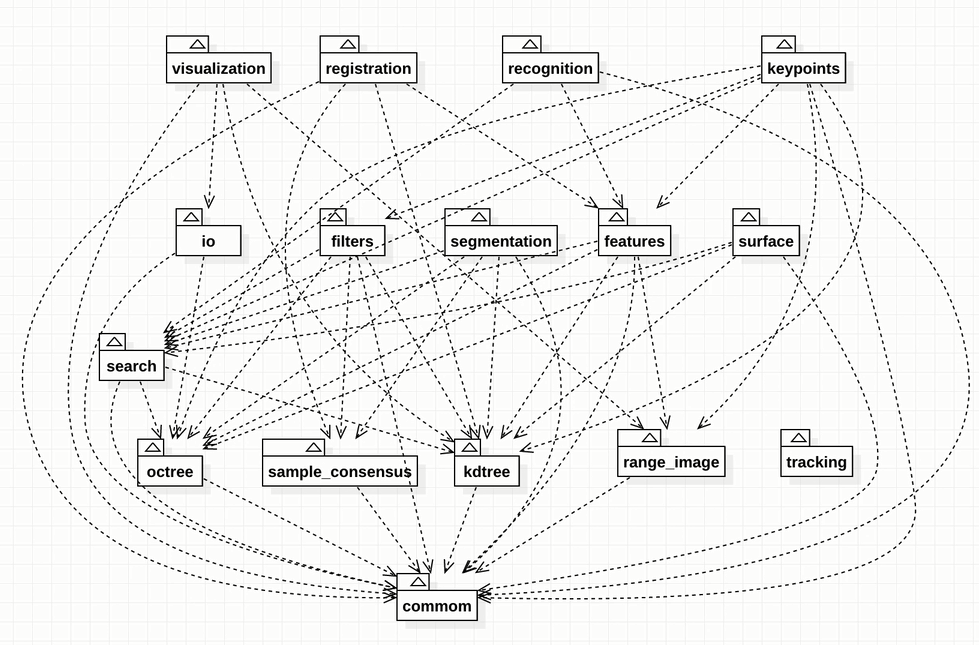 visualization
registration
recognition
keypoints
io
filters
segmentation
features
surface
search
octree
sample_consensus
kdtree
range_image
tracking
commom